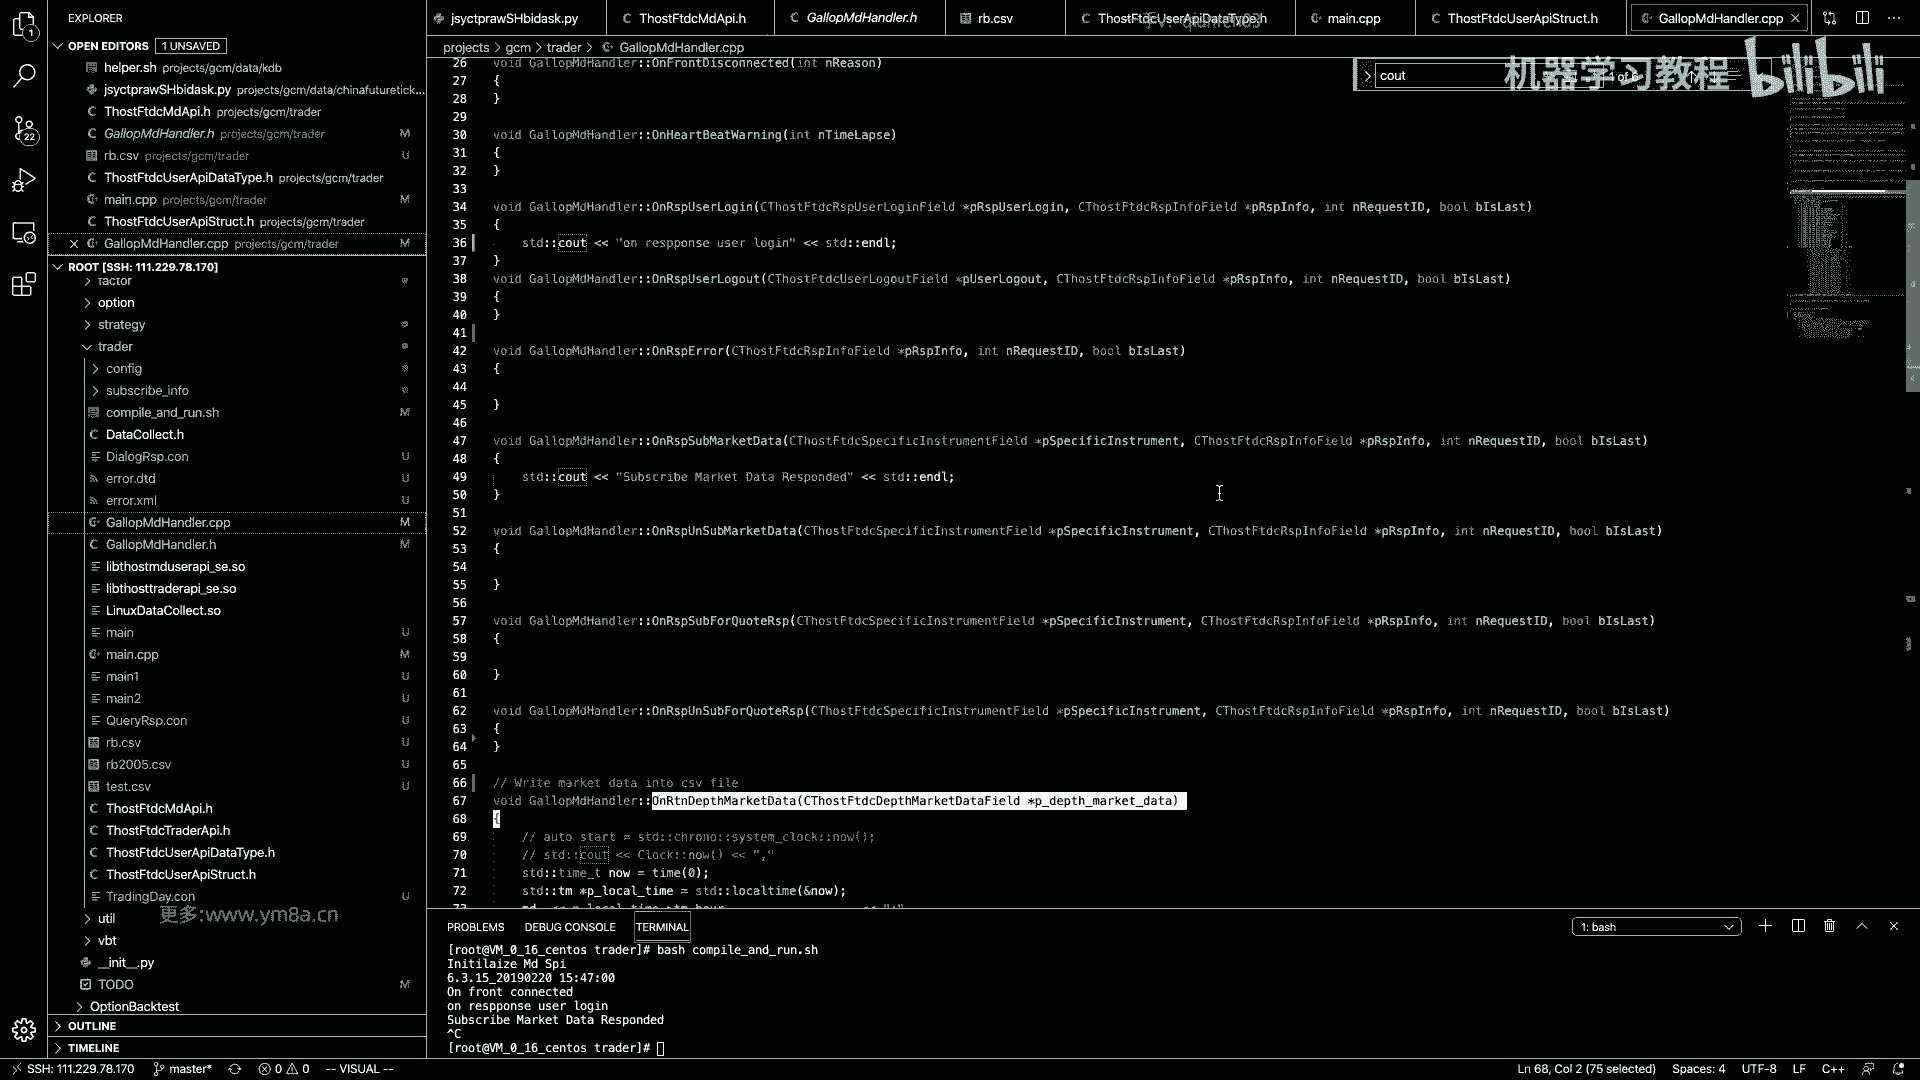 EXPLORER
OPEN EDITORS 1 UNSAVED
helper.sh projects/gcm/data/kdb
jsyctprawSHbidask.py projects/gcm/data/chinafuturetick...
ThostFtdcMdApi.h projects/gcm/trader
GallopMdHandler.h projects/gcm/trader M
rb.csv projects/gcm/trader U
ThostFtdcUserApiDataType.h projects/gcm/trader
main.cpp projects/gcm/trader M
ThostFtdcUserApiStruct.h projects/gcm/trader
GallopMdHandler.cpp projects/gcm/trader M
ROOT [SSH: 111.229.78.170]
factor
option
strategy
trader
config
subscribe_info
compile_and_run.sh M
DataCollect.h
DialogRsp.con U
error.dtd U
error.xml U
GallopMdHandler.cpp M
GallopMdHandler.h M
libthostmduserapi_se.so
libthosttraderapi_se.so
LinuxDataCollect.so
main U
main.cpp M
main1 U
main2 U
QueryRsp.con U
rb.csv U
rb2005.csv U
test.csv U
ThostFtdcMdApi.h
ThostFtdcTraderApi.h
ThostFtdcUserApiDataType.h
ThostFtdcUserApiStruct.h
TradingDay.con U
更多:www.ym8a.cn
util
vbt
__init__.py
TODO M
OptionBacktest
OUTLINE
TIMELINE
jsyctprawSHbidask.py ThostFtdcMdApi.h GallopMdHandler.h rb.csv ThostFtdcUserApiDataType.h main.cpp ThostFtdcUserApiStruct.h GallopMdHandler.cpp
projects > gcm > trader > GallopMdHandler.cpp
cout
机器学习教程 bilibili
26 void GallopMdHandler::OnFrontDisconnected(int nReason)
27 {
28 }
29
30 void GallopMdHandler::OnHeartBeatWarning(int nTimeLapse)
31 {
32 }
33
34 void GallopMdHandler::OnRspUserLogin(CThostFtdcRspUserLoginField *pRspUserLogin, CThostFtdcRspInfoField *pRspInfo, int nRequestID, bool bIsLast)
35 {
36 std::cout << "on respponse user login" << std::endl;
37 }
38 void GallopMdHandler::OnRspUserLogout(CThostFtdcUserLogoutField *pUserLogout, CThostFtdcRspInfoField *pRspInfo, int nRequestID, bool bIsLast)
39 {
40 }
41
42 void GallopMdHandler::OnRspError(CThostFtdcRspInfoField *pRspInfo, int nRequestID, bool bIsLast)
43 {
44
45 }
46
47 void GallopMdHandler::OnRspSubMarketData(CThostFtdcSpecificInstrumentField *pSpecificInstrument, CThostFtdcRspInfoField *pRspInfo, int nRequestID, bool bIsLast)
48 {
49 std::cout << "Subscribe Market Data Responded" << std::endl;
50 }
51
52 void GallopMdHandler::OnRspUnSubMarketData(CThostFtdcSpecificInstrumentField *pSpecificInstrument, CThostFtdcRspInfoField *pRspInfo, int nRequestID, bool bIsLast)
53 {
54
55 }
56
57 void GallopMdHandler::OnRspSubForQuoteRsp(CThostFtdcSpecificInstrumentField *pSpecificInstrument, CThostFtdcRspInfoField *pRspInfo, int nRequestID, bool bIsLast)
58 {
59
60 }
61
62 void GallopMdHandler::OnRspUnSubForQuoteRsp(CThostFtdcSpecificInstrumentField *pSpecificInstrument, CThostFtdcRspInfoField *pRspInfo, int nRequestID, bool bIsLast)
63 {
64 }
65
66 // Write market data into csv file
67 void GallopMdHandler::OnRtnDepthMarketData(CThostFtdcDepthMarketDataField *p_depth_market_data)
68 {
69 // auto start = std::chrono::system_clock::now();
70 // std::cout << Clock::now() << ","
71 std::time_t now = time(0);
72 std::tm *p_local_time = std::localtime(&now);
PROBLEMS DEBUG CONSOLE TERMINAL 1: bash
[root@VM_0_16_centos trader]# bash compile_and_run.sh
Initilaize Md Spi
6.3.15_20190220 15:47:00
On front connected
on respponse user login
Subscribe Market Data Responded
^C
[root@VM_0_16_centos trader]#
SSH: 111.229.78.170 master* 0 0 -- VISUAL -- Ln 68, Col 2 (75 selected) Spaces: 4 UTF-8 LF C++